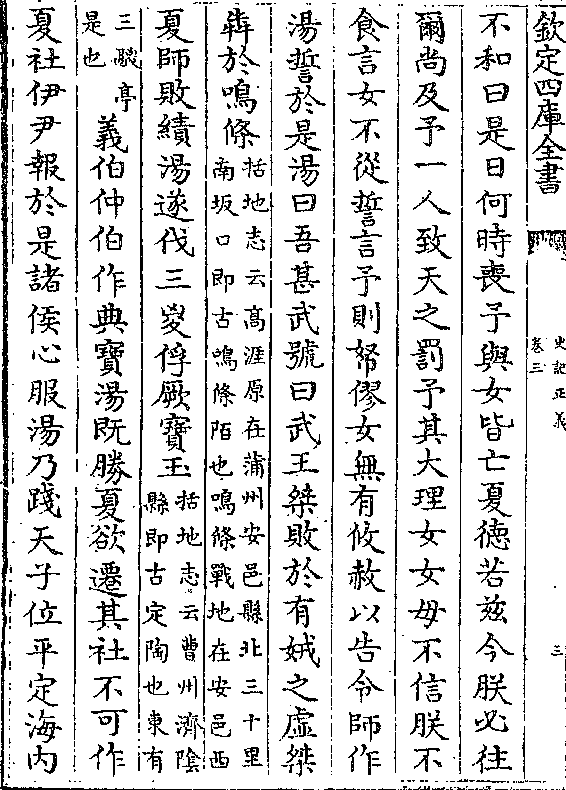 欽定四庫全書
史記正義
卷三
三
不和曰是日何時喪予與女皆亡夏德若兹今朕必往
爾尚及予一人致天之罰予其大理女女毋不信朕不
食言女不從誓言予則帑僇女無有攸赦以告令師作
湯誓於是湯曰吾甚武號曰武王桀敗於有娀之虛桀
犇於鳴條
括地志云髙涯原在蒲州安邑縣北三十里
南坂口即古鳴條陌也鳴條戰地在安邑西
夏師敗績湯遂伐三㚇俘厥寶玉
括地志云曹州濟陰
縣即古定陶也東有
三鬷亭
是也
義伯仲伯作典寶湯既勝夏欲遷其社不可作
夏社伊尹報於是諸侯心服湯乃踐天子位平定海内